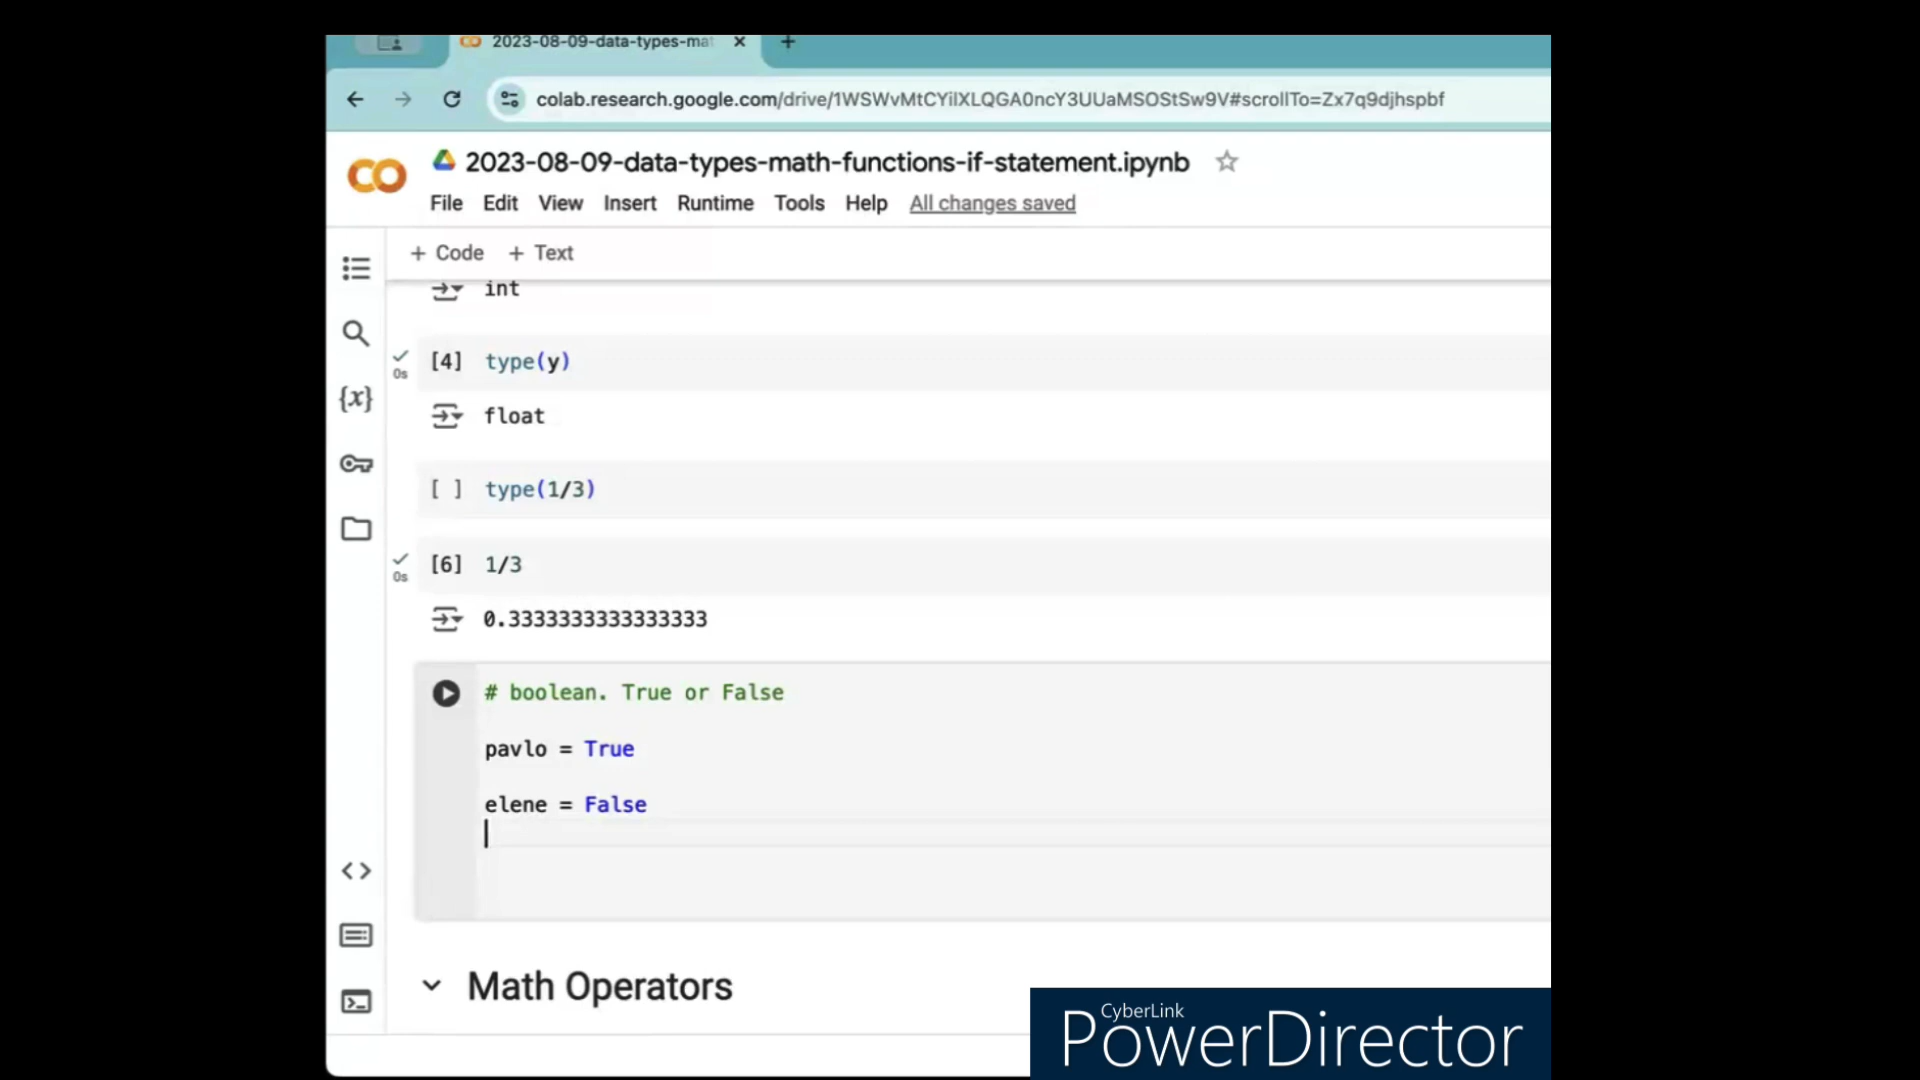 2023-08-09-data-types-mat
colab.research.google.com/drive/1WSWvMtCYilXLQGA0ncY3UUaMSOStSw9V#scrollTo=Zx7q9djhspbf
CO 2023-08-09-data-types-math-functions-if-statement.ipynb
File Edit View Insert Runtime Tools Help All changes saved
+ Code + Text
int
[4] type(y)
0s
float
{x}
[ ] type(1/3)
[6] 1/3
0s
0.3333333333333333
# boolean. True or False
pavlo = True
elene = False
Math Operators
CyberLink
PowerDirector